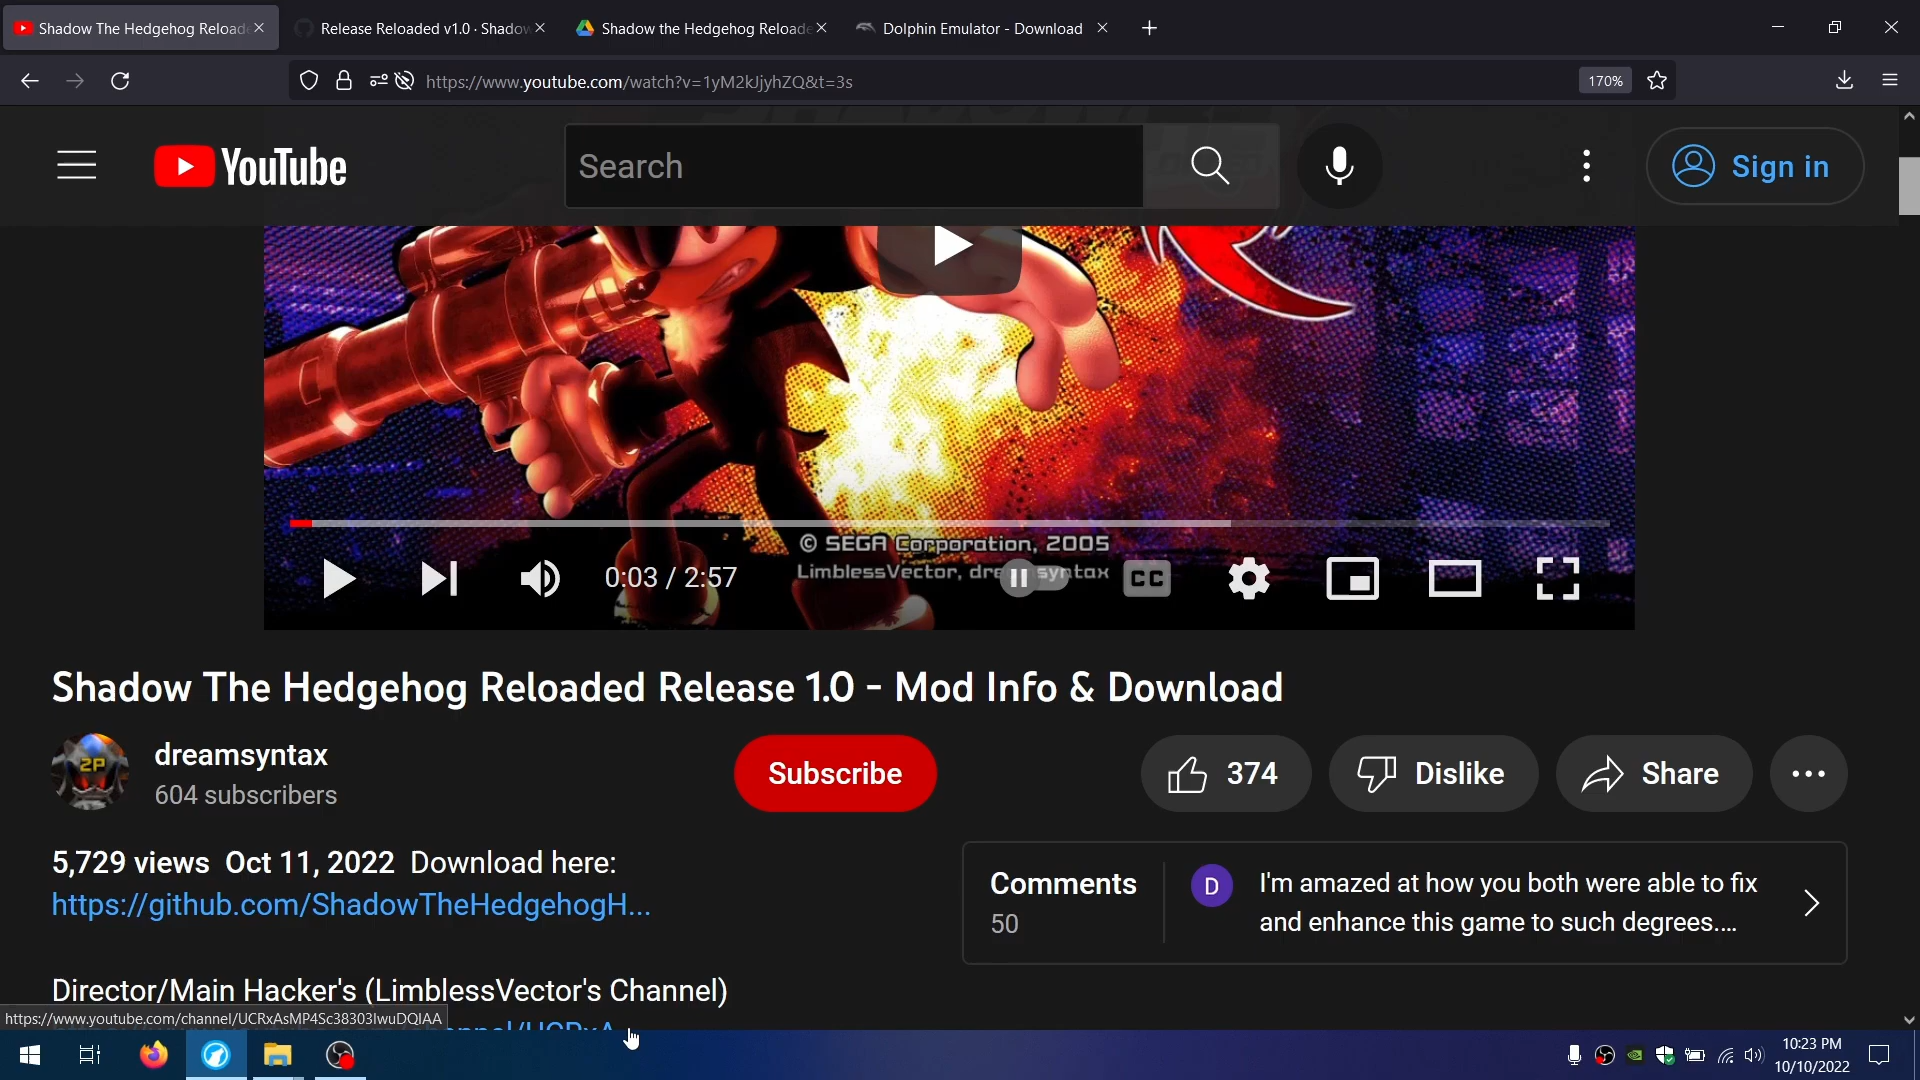 Shadow The Hedgehog Reload
Release Reloaded v1.0 · Shadow
Shadow the Hedgehog Reloade
Dolphin Emulator - Download
https://www.youtube.com/watch?v=1yM2kJjyhZQ&t=3s
170%
YouTube
Search
Sign in
© SEGA Corporation, 2005
LimblessVector, dreamsyntax
0:03 / 2:57
CC
Shadow The Hedgehog Reloaded Release 1.0 - Mod Info & Download
2P
dreamsyntax
604 subscribers
Subscribe
374
Dislike
Share
5,729 views Oct 11, 2022 Download here:
https://github.com/ShadowTheHedgehogH...
Comments
50
D
I'm amazed at how you both were able to fix
and enhance this game to such degrees....
Director/Main Hacker's (LimblessVector's Channel)
https://www.youtube.com/channel/UCRxAsMP4Sc38303IwuDQIAA
10:23 PM
10/10/2022